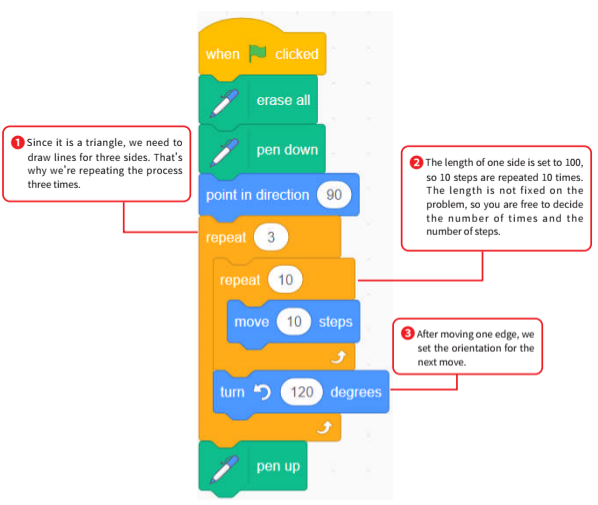 when clicked
erase all
pen down
point in direction 90
repeat 3
repeat 10
move 10 steps
turn 120 degrees
pen up
1 Since it is a triangle, we need to
draw lines for three sides. That's
why we're repeating the process
three times.
2 The length of one side is set to 100,
so 10 steps are repeated 10 times.
The length is not fixed on the
problem, so you are free to decide
the number of times and the
number of steps.
3 After moving one edge, we
set the orientation for the
next move.